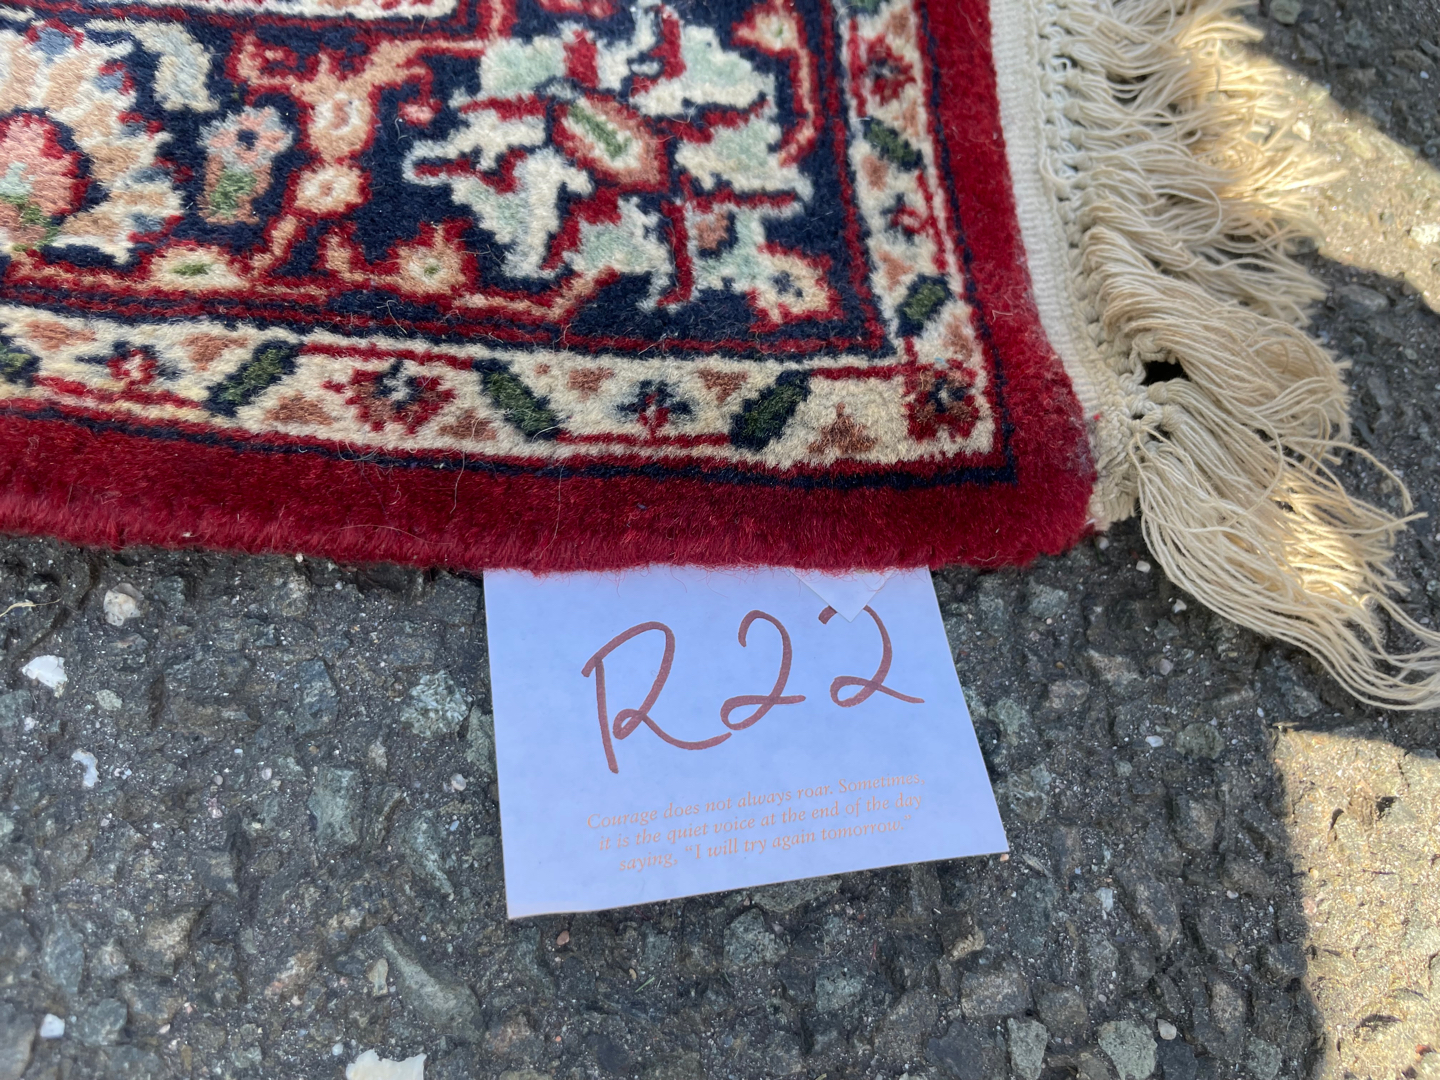 R22
Courage does not always roar. Sometimes,
it is the quiet voice at the end of the day
saying, "I will try again tomorrow."